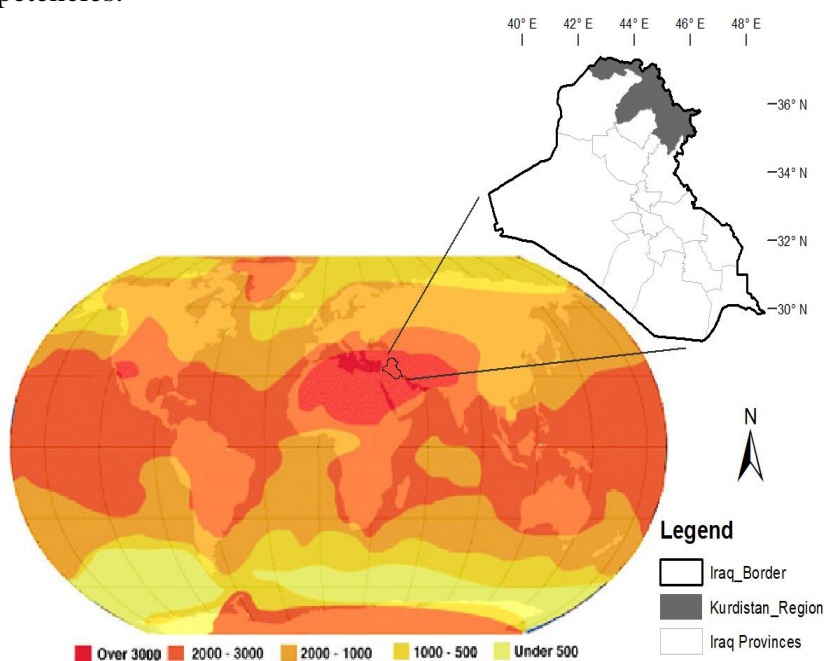 petencies.
40° E 42° E 44° E 46° E 48° E
36° N
34° N
32° N
30° N
N
Legend
Iraq_Border
Kurdistan_Region
Iraq Provinces
Over 3000 2000 - 3000 2000 - 1000 1000 - 500 Under 500